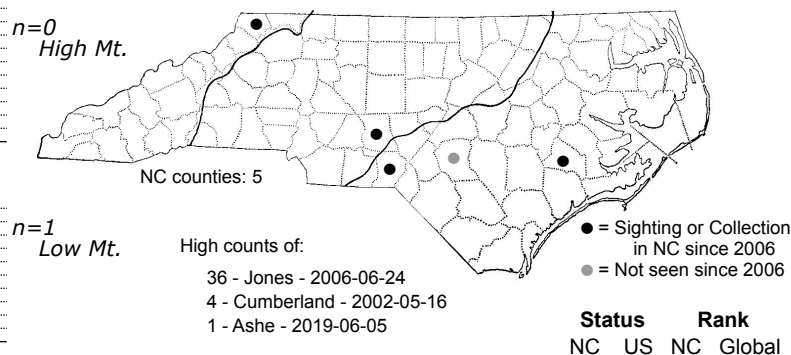 n=0
High Mt.
NC counties: 5
n=1
Low Mt.
High counts of:
36 - Jones - 2006-06-24
4 - Cumberland - 2002-05-16
1 - Ashe - 2019-06-05
= Sighting or Collection
in NC since 2006
= Not seen since 2006
Status Rank
NC US NC Global